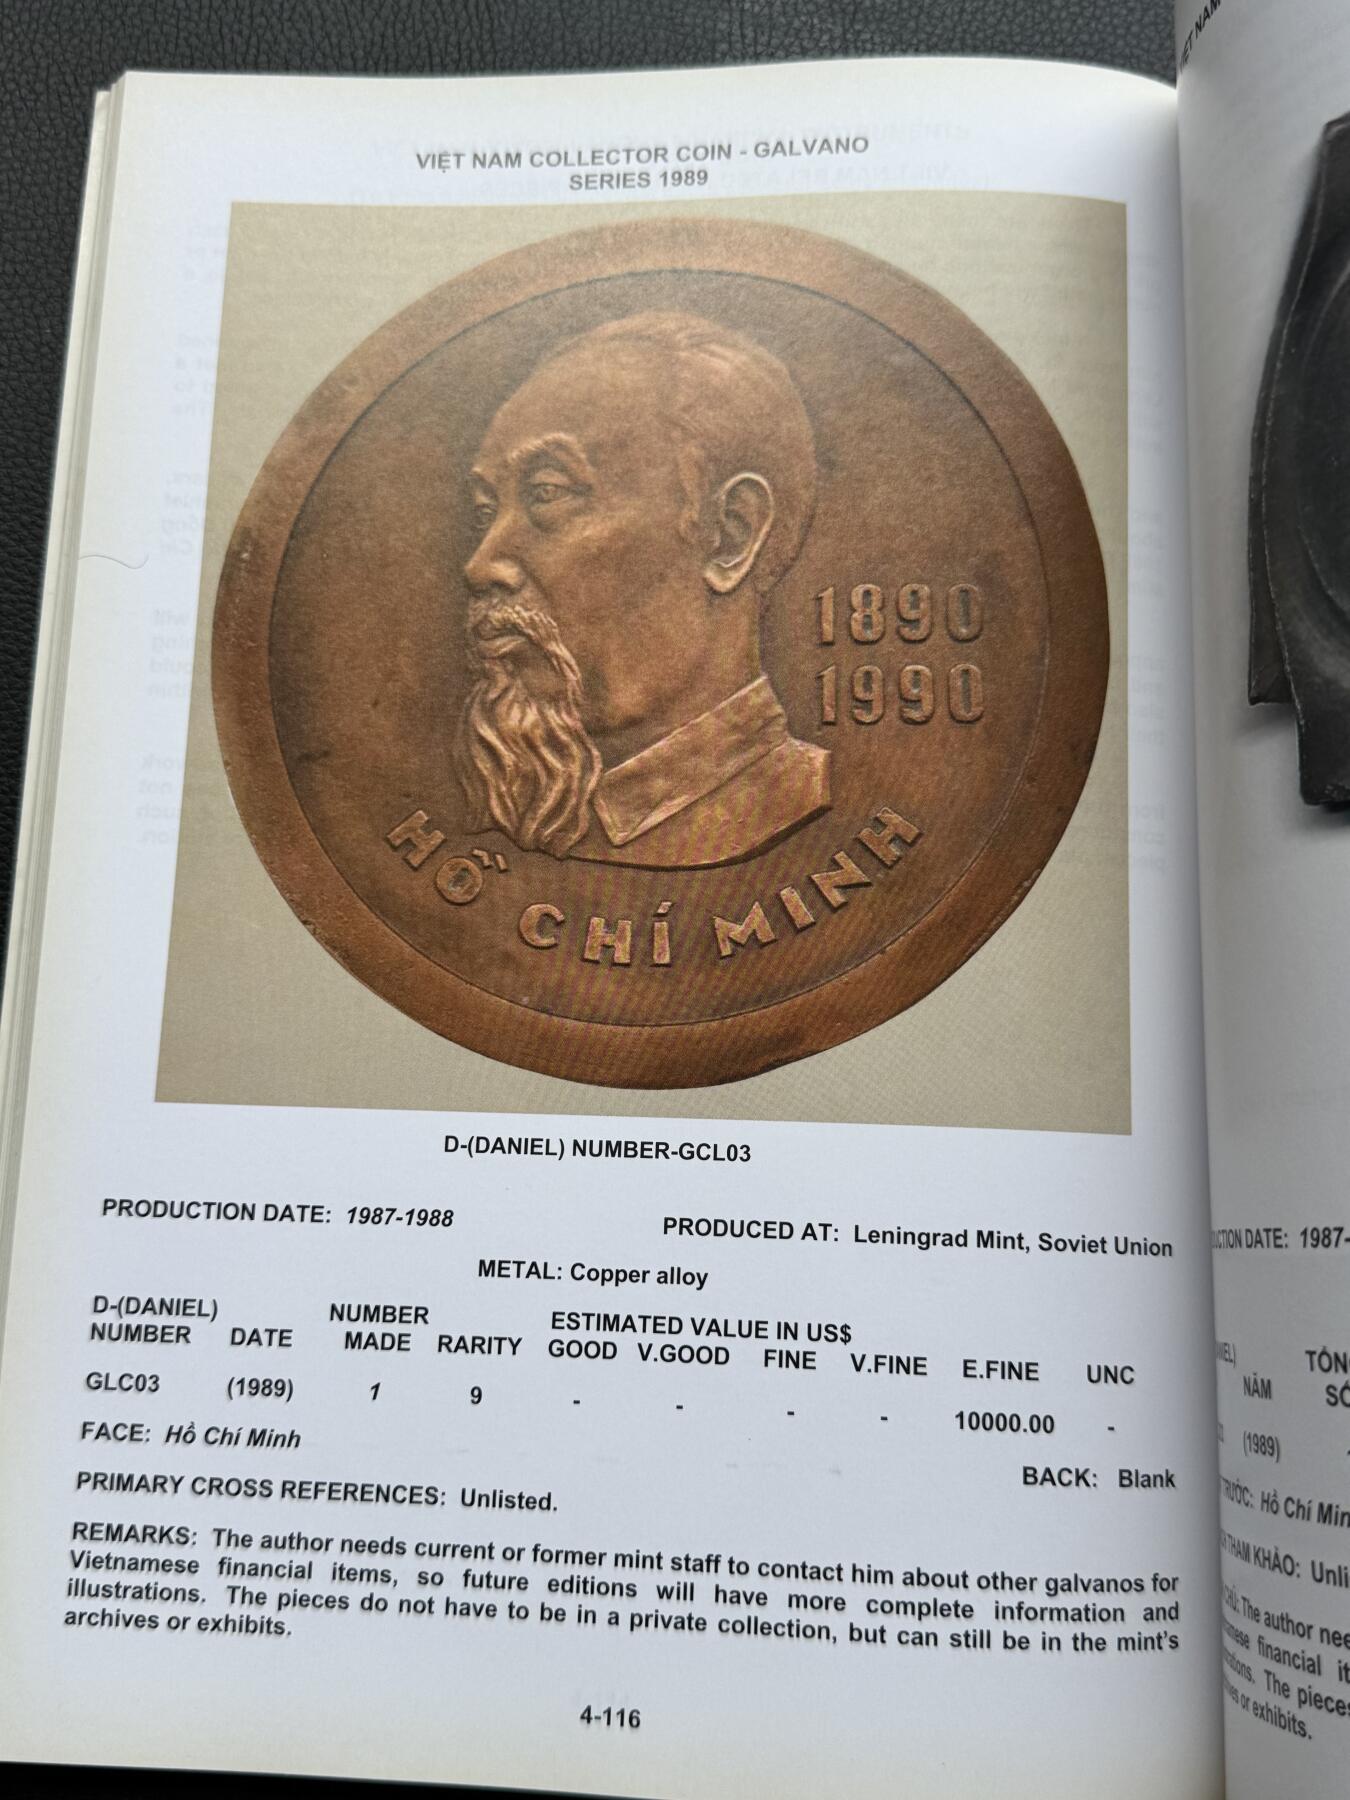 VIỆT NAM COLLECTOR COIN - GALVANO
SERIES 1989
1890
1990
HỒ CHÍ MINH
D-(DANIEL) NUMBER-GCL03
PRODUCTION DATE: 1987-1988
PRODUCED AT: Leningrad Mint, Soviet Union
METAL: Copper alloy
D-(DANIEL) NUMBER ESTIMATED VALUE IN US$
NUMBER DATE MADE RARITY GOOD V.GOOD FINE V.FINE E.FINE UNC
GLC03 (1989) 1 9 - - - - 10000.00 -
FACE: Hồ Chí Minh
BACK: Blank
PRIMARY CROSS REFERENCES: Unlisted.
REMARKS: The author needs current or former mint staff to contact him about other galvanos for
Vietnamese financial items, so future editions will have more complete information and
illustrations. The pieces do not have to be in a private collection, but can still be in the mint's
archives or exhibits.
4-116
DATE: 1987-
NĂM
(1989)
Hồ Chí Min
THAM KHẢO: Unli
The author nee
financial it
The pieces
or exhibits.